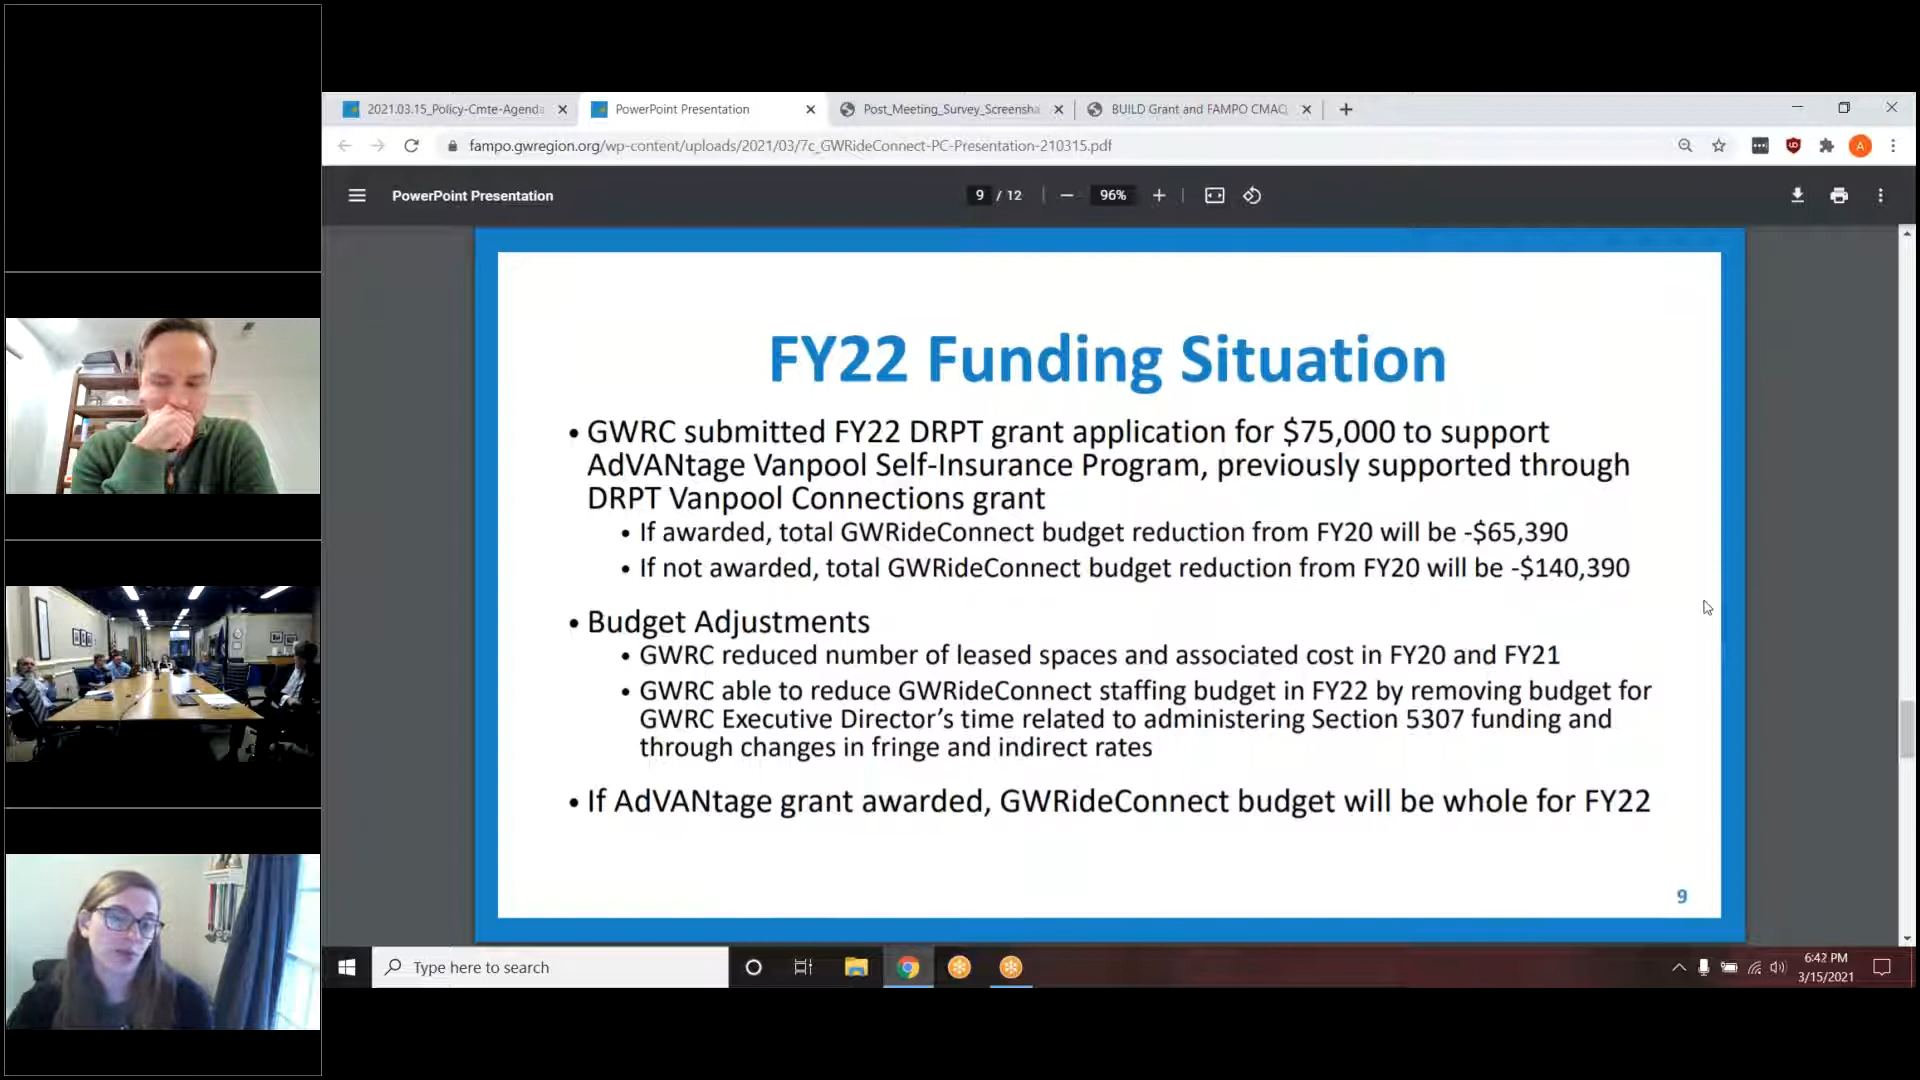 2021.03.15_Policy-Cmte-Agenda
PowerPoint Presentation
Post_Meeting_Survey_Screensha
BUILD Grant and FAMPO CMAQ
fampo.gwregion.org/wp-content/uploads/2021/03/7c_GWRideConnect-PC-Presentation-210315.pdf
A
PowerPoint Presentation
9 / 12
96%
FY22 Funding Situation
• GWRC submitted FY22 DRPT grant application for $75,000 to support
AdVANtage Vanpool Self-Insurance Program, previously supported through
DRPT Vanpool Connections grant
• If awarded, total GWRideConnect budget reduction from FY20 will be -$65,390
• If not awarded, total GWRideConnect budget reduction from FY20 will be -$140,390
• Budget Adjustments
• GWRC reduced number of leased spaces and associated cost in FY20 and FY21
• GWRC able to reduce GWRideConnect staffing budget in FY22 by removing budget for
GWRC Executive Director's time related to administering Section 5307 funding and
through changes in fringe and indirect rates
• If AdVANtage grant awarded, GWRideConnect budget will be whole for FY22
9
Type here to search
6:42 PM
3/15/2021